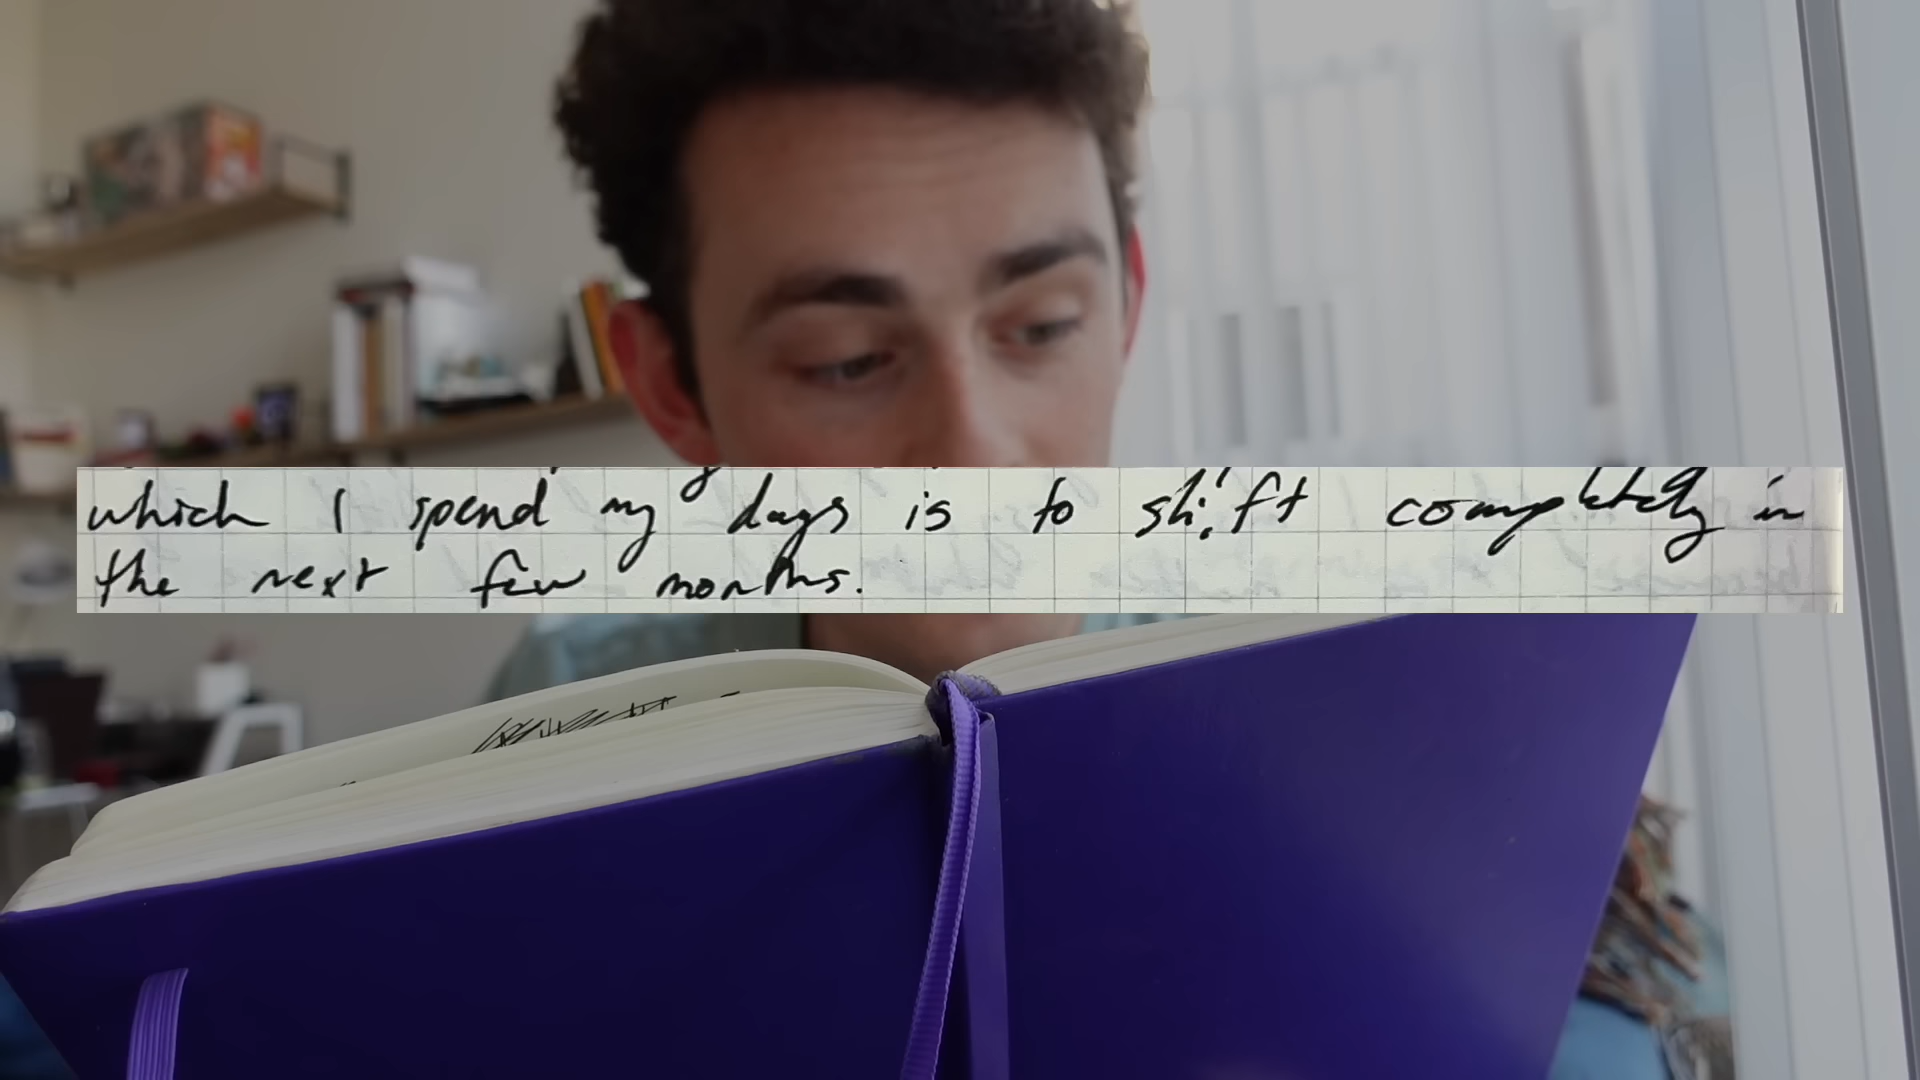 which I spend my days is to shift completely in
the next few months.